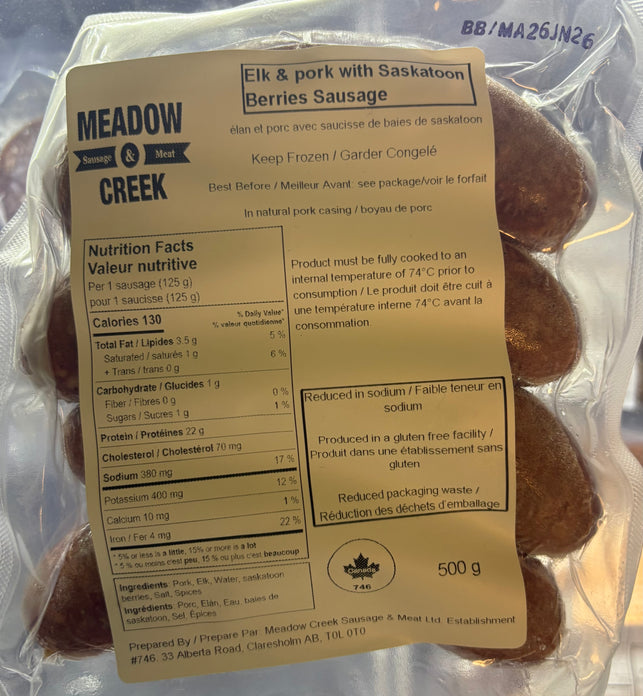 BB/MA26JN26
Elk & pork with Saskatoon
Berries Sausage
élan et porc avec saucisse de baies de saskatoon
MEADOW
Sausage & Meat
CREEK
Keep Frozen / Garder Congelé
Best Before / Meilleur Avant: see package/voir le forfait
In natural pork casing / boyau de porc
Nutrition Facts
Valeur nutritive
Per 1 sausage (125 g)
pour 1 saucisse (125 g)
Calories 130
% Daily Value*
% valeur quotidienne*
Total Fat / Lipides 3.5 g 5 %
Saturated / saturés 1 g 6 %
+ Trans / trans 0 g
Carbohydrate / Glucides 1 g
Fiber / Fibres 0 g 0 %
Sugars / Sucres 1 g 1 %
Protein / Protéines 22 g
Cholesterol / Cholestérol 70 mg
Sodium 380 mg 17 %
Potassium 400 mg 12 %
Calcium 10 mg 1 %
Iron / Fer 4 mg 22 %
* 5% or less is a little, 15% or more is a lot
* 5 % ou moins c'est peu, 15 % ou plus c'est beaucoup
Ingredients: Pork, Elk, Water, saskatoon
berries, Salt, Spices
Ingrédients: Porc, Élan, Eau, baies de
saskatoon, Sel, Épices
Product must be fully cooked to an
internal temperature of 74°C prior to
consumption / Le produit doit être cuit à
une température interne 74°C avant la
consommation.
Reduced in sodium / Faible teneur en
sodium
Produced in a gluten free facility /
Produit dans une établissement sans
gluten
Reduced packaging waste /
Réduction des déchets d'emballage
Canada
746
500 g
Prepared By / Prepare Par: Meadow Creek Sausage & Meat Ltd. Establishment
#746. 33 Alberta Road, Claresholm AB, T0L 0T0